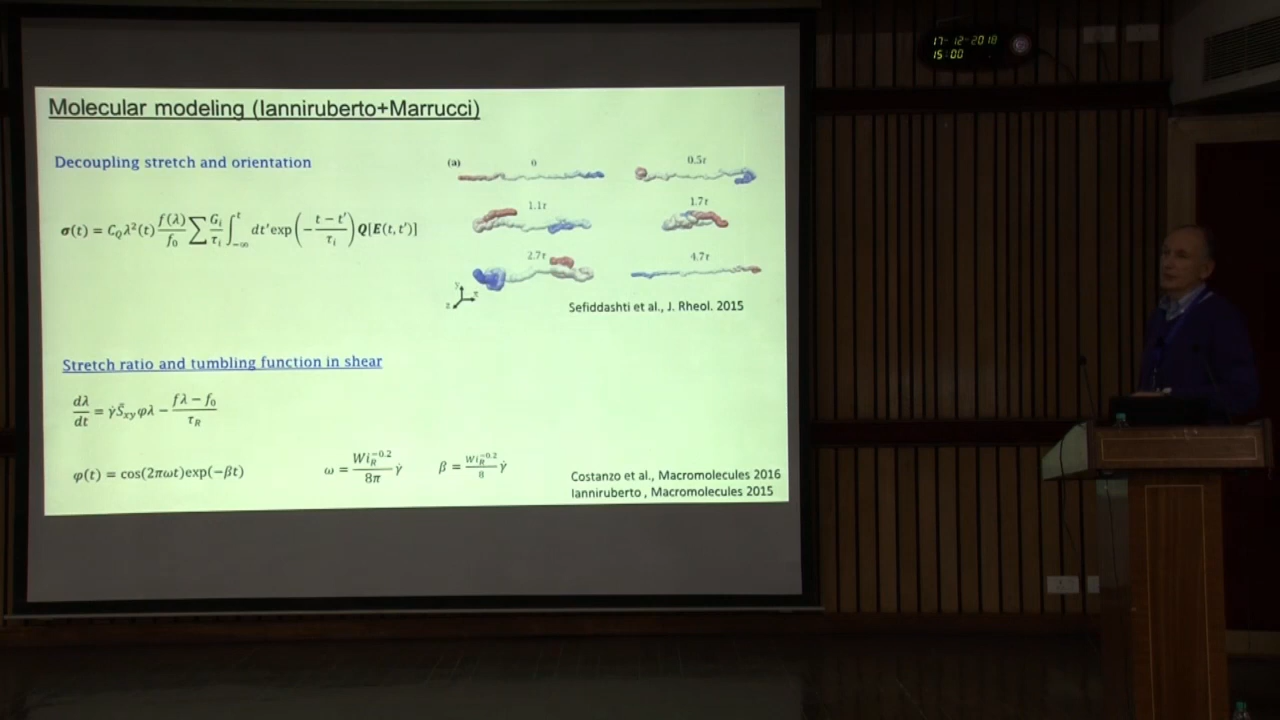 17-12-2018
15:00
Molecular modeling (Ianniruberto+Marrucci)
Decoupling stretch and orientation
σ(t) = C_Q λ²(t) f(λ)/f₀ ∑ G_i/τ_i ∫_{-∞}^{t} dt'exp(-(t - t')/τ_i) Q[E(t,t')]
(a) 0 0.5τ
1.1τ 1.7τ
2.7τ 4.7τ
Sefiddashti et al., J. Rheol. 2015
Stretch ratio and tumbling function in shear
dλ/dt = γ̇S̄_xy φλ − (fλ − f₀)/τ_R
φ(t) = cos(2πωt)exp(−βt) ω = Wi_R^{−0.2}/8π γ̇ β = Wi_R^{−0.2}/8 γ̇
Costanzo et al., Macromolecules 2016
Ianniruberto , Macromolecules 2015